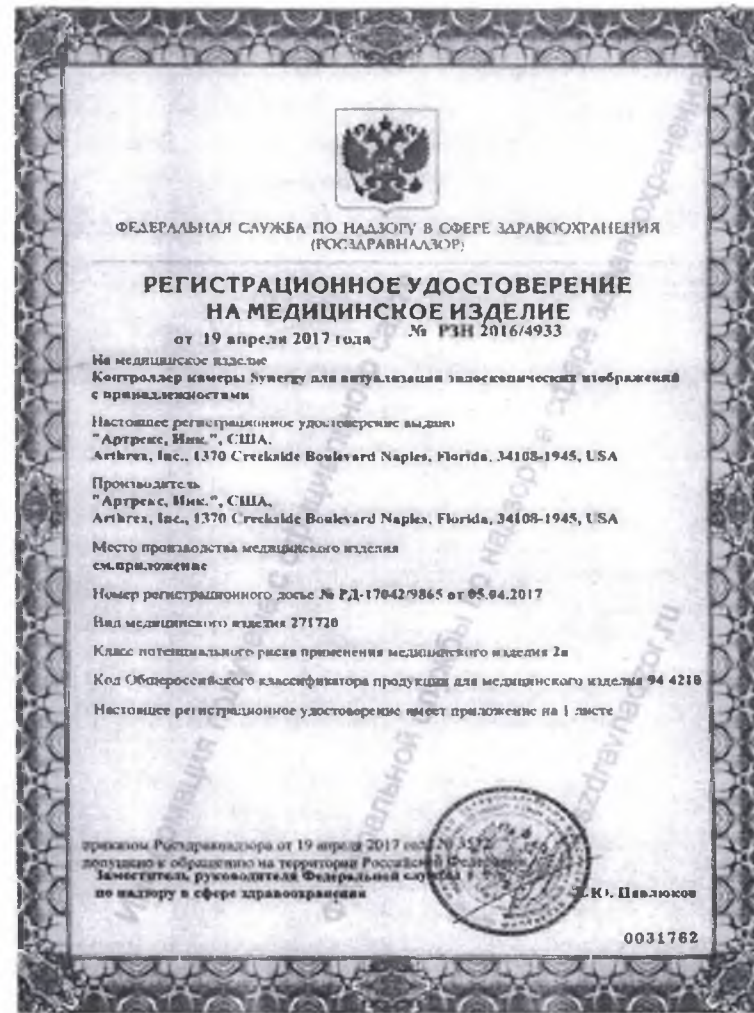 ФЕДЕРАЛЬНАЯ СЛУЖБА ПО НАДЗОРУ В СФЕРЕ ЗДРАВООХРАНЕНИЯ
(РОСЗДРАВНАДЗОР)
РЕГИСТРАЦИОННОЕ УДОСТОВЕРЕНИЕ
НА МЕДИЦИНСКОЕ ИЗДЕЛИЕ
от 19 апреля 2017 года № РЗН 2016/4933
На медицинское изделие
Контроллер камеры Synergy для визуализации эндоскопических изображений
с принадлежностями
Настоящее регистрационное удостоверение выдано
"Артрекс, Инк.", США,
Arthrex, Inc., 1370 Creekside Boulevard Naples, Florida, 34108-1945, USA
Производитель
"Артрекс, Инк.", США,
Arthrex, Inc., 1370 Creekside Boulevard Naples, Florida, 34108-1945, USA
Место производства медицинского изделия
см.приложение
Номер регистрационного досье № РД-17042/9865 от 05.04.2017
Вид медицинского изделия 271720
Класс потенциального риска применения медицинского изделия 2а
Код Общероссийского классификатора продукции для медицинского изделия 94 4210
Настоящее регистрационное удостоверение имеет приложение на 1 листе
приказом Росздравнадзора от 19 апреля 2017 года
допущено к обращению на территории Российской Федерации
Заместитель руководителя Федеральной службы
по надзору в сфере здравоохранения
Д.Ю. Павлюков
0031762